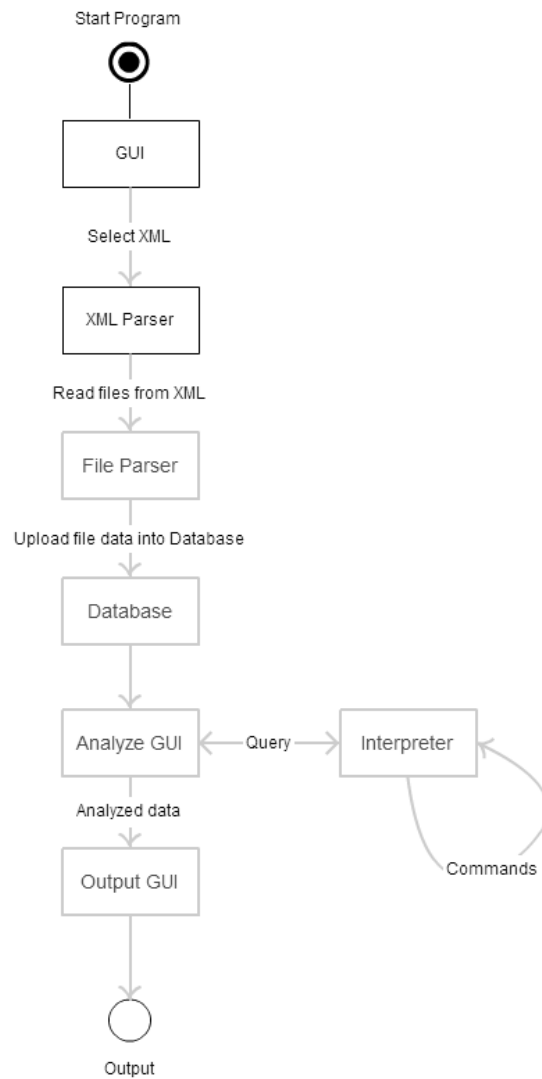 Start Program
GUI
Select XML
XML Parser
Read files from XML
File Parser
Upload file data into Database
Database
Analyze GUI
Query
Interpreter
Analyzed data
Commands
Output GUI
Output